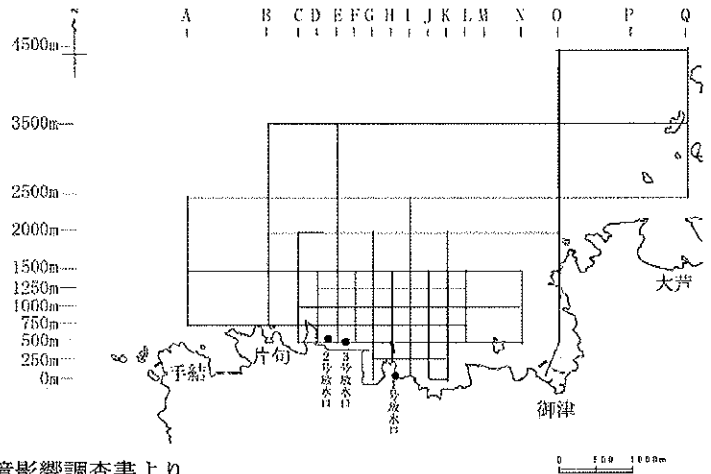 A B C D E F G H I J K L M N O P Q
4500m
3500m
2500m
2000m
1500m
1250m
1000m
750m
500m
250m
0m
手結
片句
2号放水口
3号放水口
1号放水口
御津
大芦
0 500 1000m
境影響調査書より